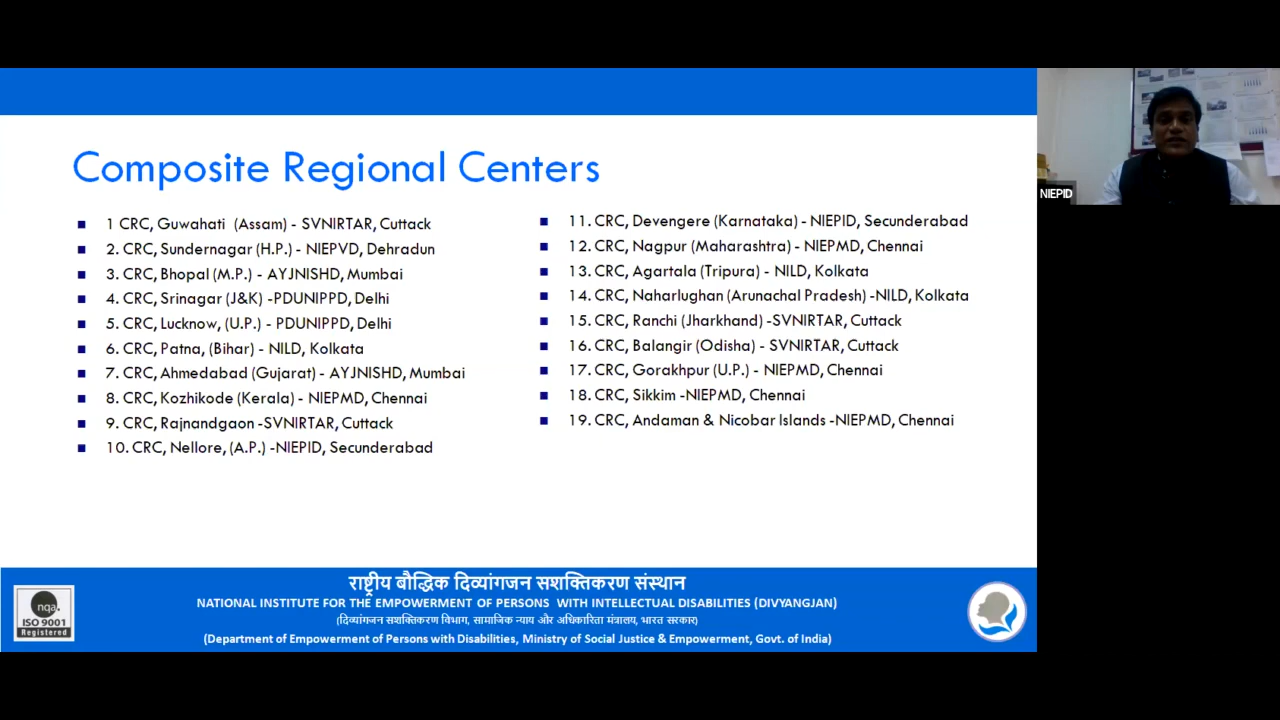 Composite Regional Centers
1 CRC, Guwahati (Assam) - SVNIRTAR, Cuttack
2. CRC, Sundernagar (H.P.) - NIEPVD, Dehradun
3. CRC, Bhopal (M.P.) - AYJNISHD, Mumbai
4. CRC, Srinagar (J&K) -PDUNIPPD, Delhi
5. CRC, Lucknow, (U.P.) - PDUNIPPD, Delhi
6. CRC, Patna, (Bihar) - NILD, Kolkata
7. CRC, Ahmedabad (Gujarat) - AYJNISHD, Mumbai
8. CRC, Kozhikode (Kerala) - NIEPMD, Chennai
9. CRC, Rajnandgaon -SVNIRTAR, Cuttack
10. CRC, Nellore, (A.P.) -NIEPID, Secunderabad
11. CRC, Devengere (Karnataka) - NIEPID, Secunderabad
12. CRC, Nagpur (Maharashtra) - NIEPMD, Chennai
13. CRC, Agartala (Tripura) - NILD, Kolkata
14. CRC, Naharlughan (Arunachal Pradesh) -NILD, Kolkata
15. CRC, Ranchi (Jharkhand) -SVNIRTAR, Cuttack
16. CRC, Balangir (Odisha) - SVNIRTAR, Cuttack
17. CRC, Gorakhpur (U.P.) - NIEPMD, Chennai
18. CRC, Sikkim -NIEPMD, Chennai
19. CRC, Andaman & Nicobar Islands -NIEPMD, Chennai
NIEPID
राष्ट्रीय बौद्धिक दिव्यांगजन सशक्तिकरण संस्थान
NATIONAL INSTITUTE FOR THE EMPOWERMENT OF PERSONS WITH INTELLECTUAL DISABILITIES (DIVYANGJAN)
(दिव्यांगजन सशक्तिकरण विभाग, सामाजिक न्याय और अधिकारिता मंत्रालय, भारत सरकार)
(Department of Empowerment of Persons with Disabilities, Ministry of Social Justice & Empowerment, Govt. of India)
nqa.
ISO 9001
Registered